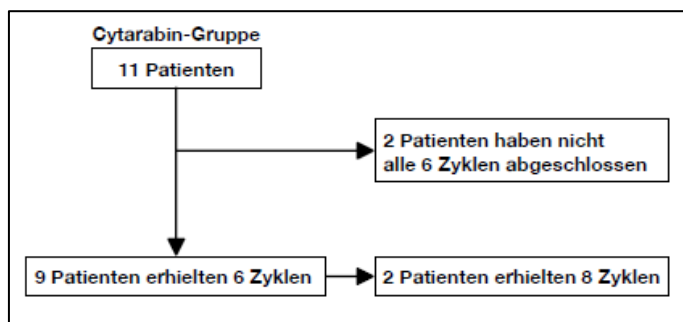 Cytarabin-Gruppe
11 Patienten
2 Patienten haben nicht
alle 6 Zyklen abgeschlossen
9 Patienten erhielten 6 Zyklen
2 Patienten erhielten 8 Zyklen